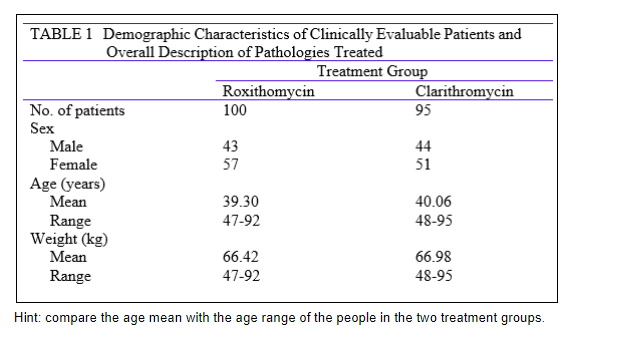 TABLE 1 Demographic Characteristics of Clinically Evaluable Patients and
Overall Description of Pathologies Treated
Treatment Group
Roxithomycin Clarithromycin
No. of patients 100 95
Sex
Male 43 44
Female 57 51
Age (years)
Mean 39.30 40.06
Range 47-92 48-95
Weight (kg)
Mean 66.42 66.98
Range 47-92 48-95
Hint: compare the age mean with the age range of the people in the two treatment groups.